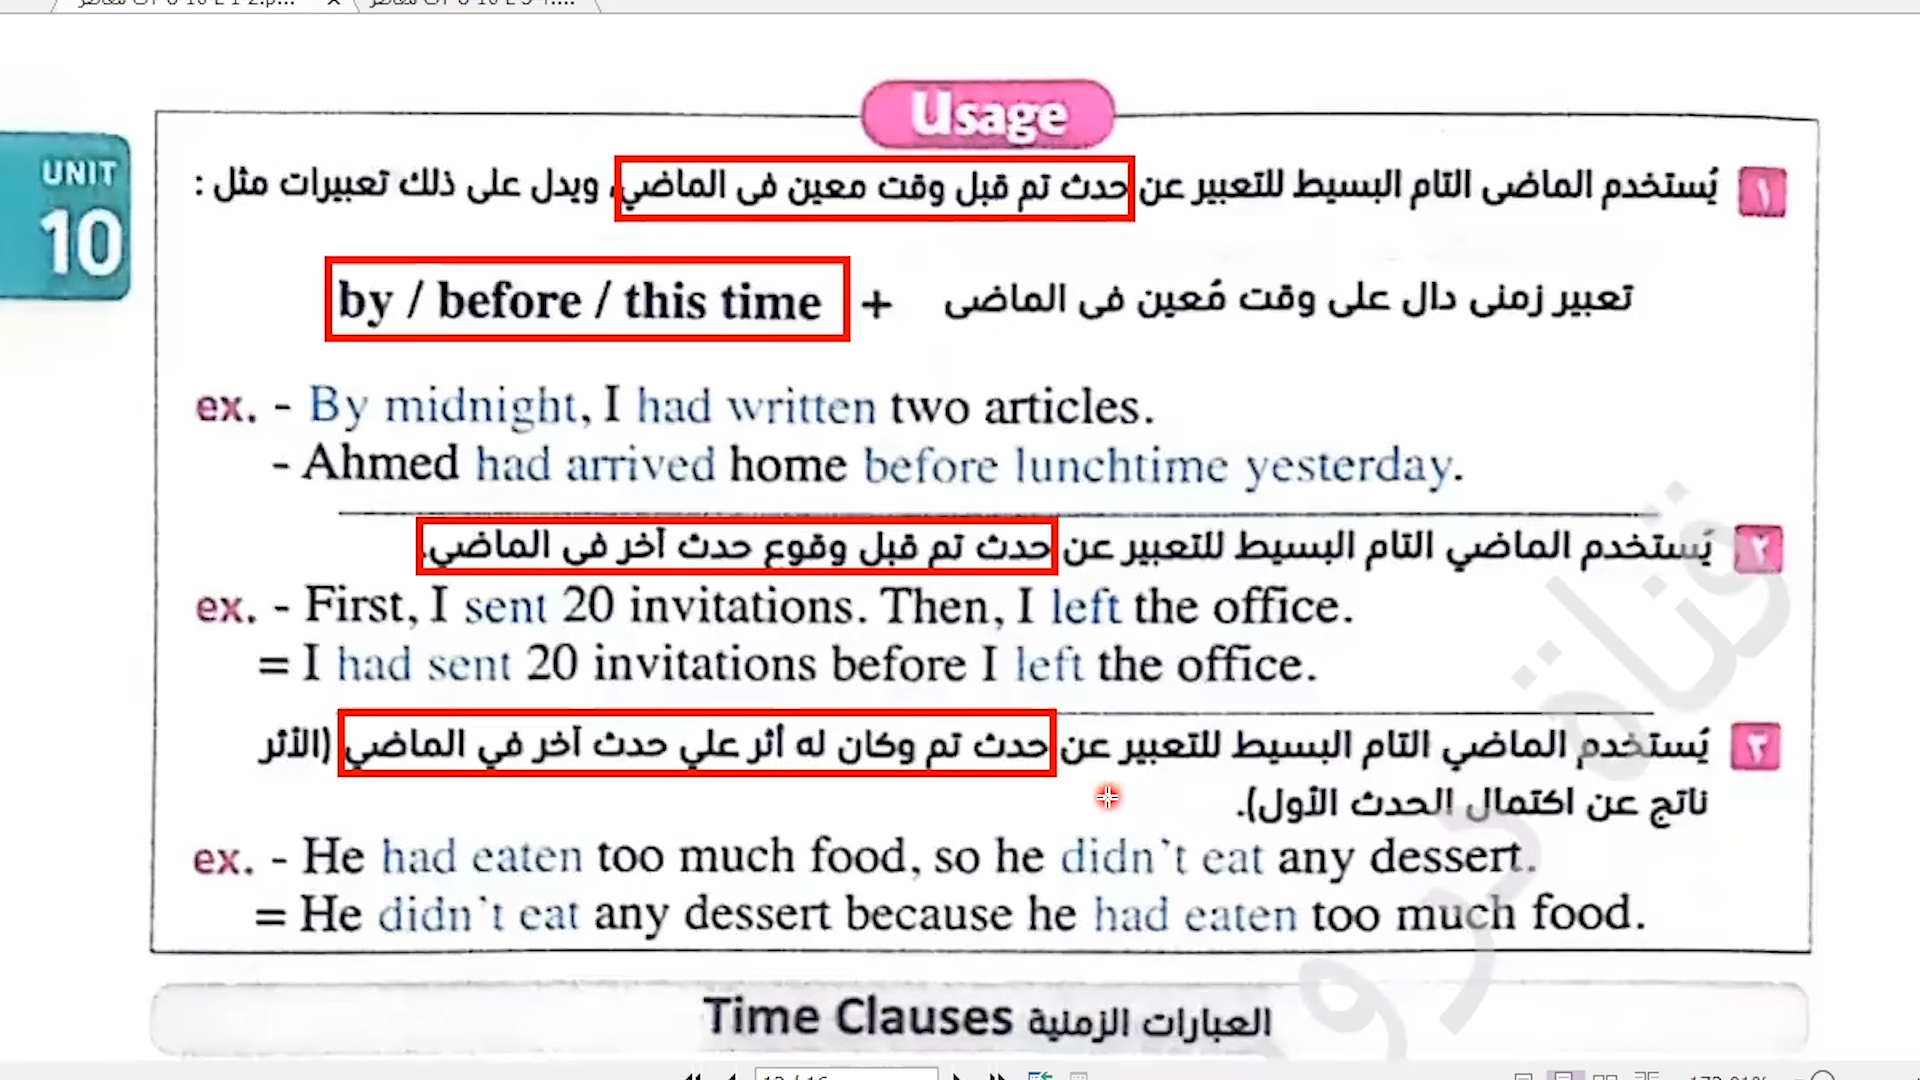 Usage
UNIT
10
١ يُستخدم الماضى التام البسيط للتعبير عن حدث تم قبل وقت معين فى الماضي، ويدل على ذلك تعبيرات مثل :
by / before / this time + تعبير زمنى دال على وقت مُعين فى الماضى
ex. - By midnight, I had written two articles.
- Ahmed had arrived home before lunchtime yesterday.
٢ يُستخدم الماضي التام البسيط للتعبير عن حدث تم قبل وقوع حدث آخر فى الماضي.
ex. - First, I sent 20 invitations. Then, I left the office.
= I had sent 20 invitations before I left the office.
٣ يُستخدم الماضي التام البسيط للتعبير عن حدث تم وكان له أثر علي حدث آخر في الماضي (الأثر
ناتج عن اكتمال الحدث الأول).
ex. - He had eaten too much food, so he didn't eat any dessert.
= He didn't eat any dessert because he had eaten too much food.
Time Clauses العبارات الزمنية
قناة